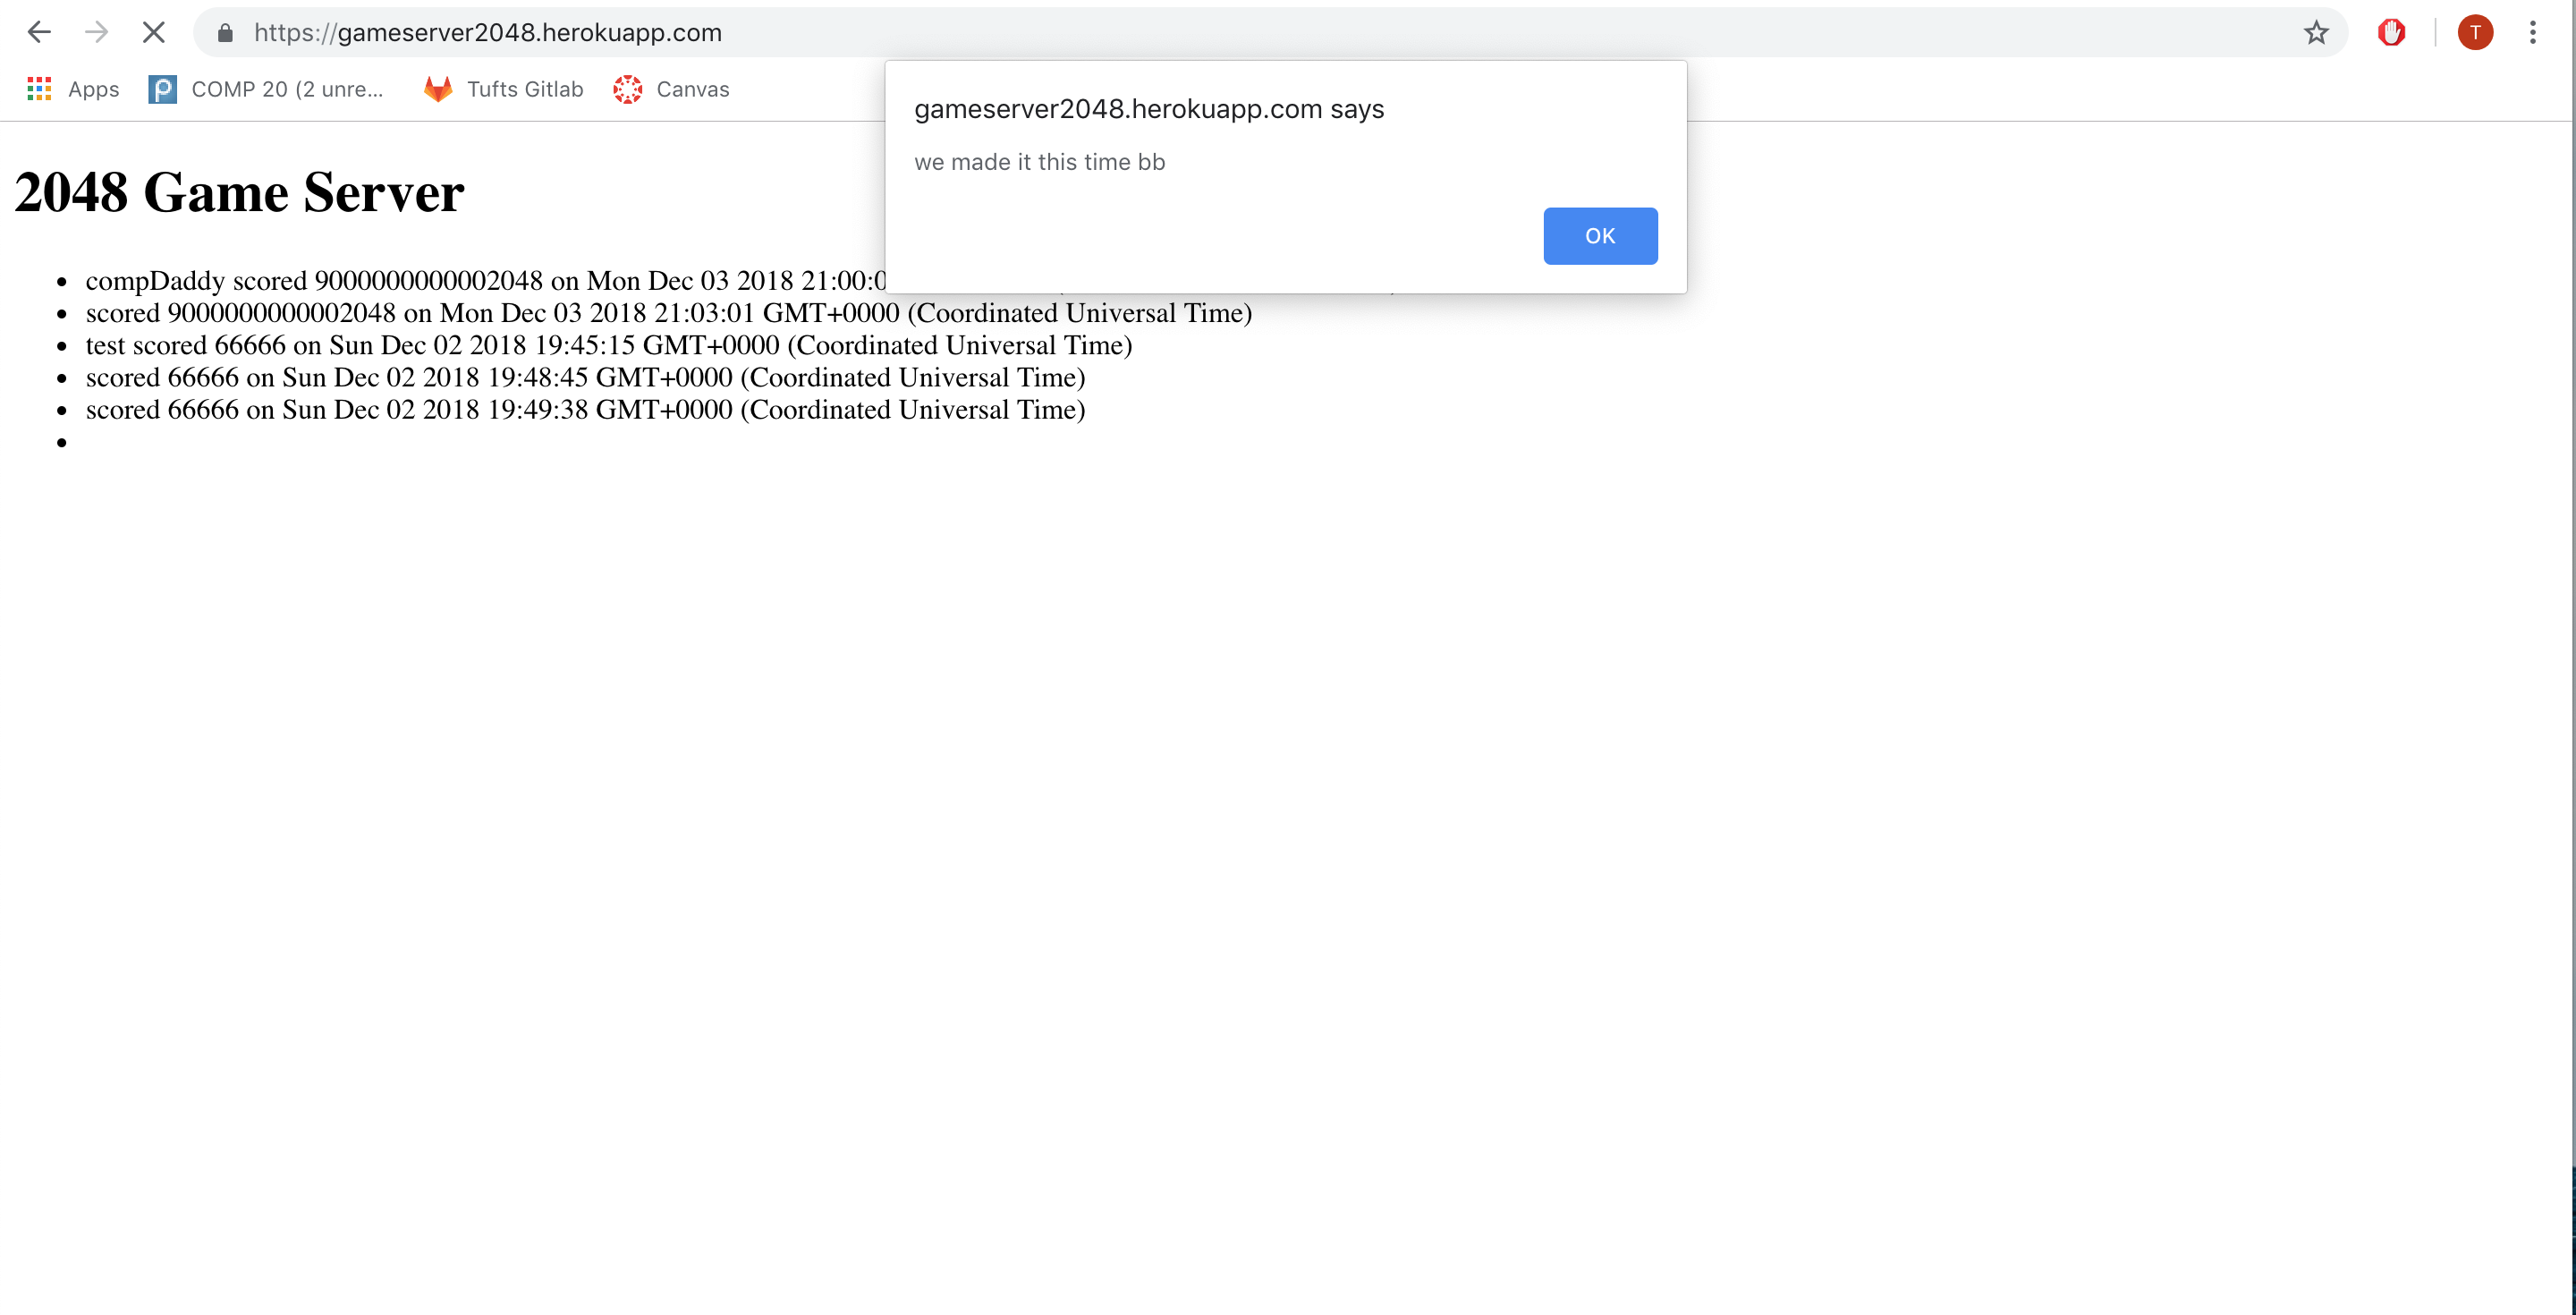 https://gameserver2048.herokuapp.com
T
Apps
COMP 20 (2 unre...
Tufts Gitlab
Canvas
gameserver2048.herokuapp.com says
we made it this time bb
OK
2048 Game Server
compDaddy scored 9000000000002048 on Mon Dec 03 2018 21:00:0
scored 9000000000002048 on Mon Dec 03 2018 21:03:01 GMT+0000 (Coordinated Universal Time)
test scored 66666 on Sun Dec 02 2018 19:45:15 GMT+0000 (Coordinated Universal Time)
scored 66666 on Sun Dec 02 2018 19:48:45 GMT+0000 (Coordinated Universal Time)
scored 66666 on Sun Dec 02 2018 19:49:38 GMT+0000 (Coordinated Universal Time)